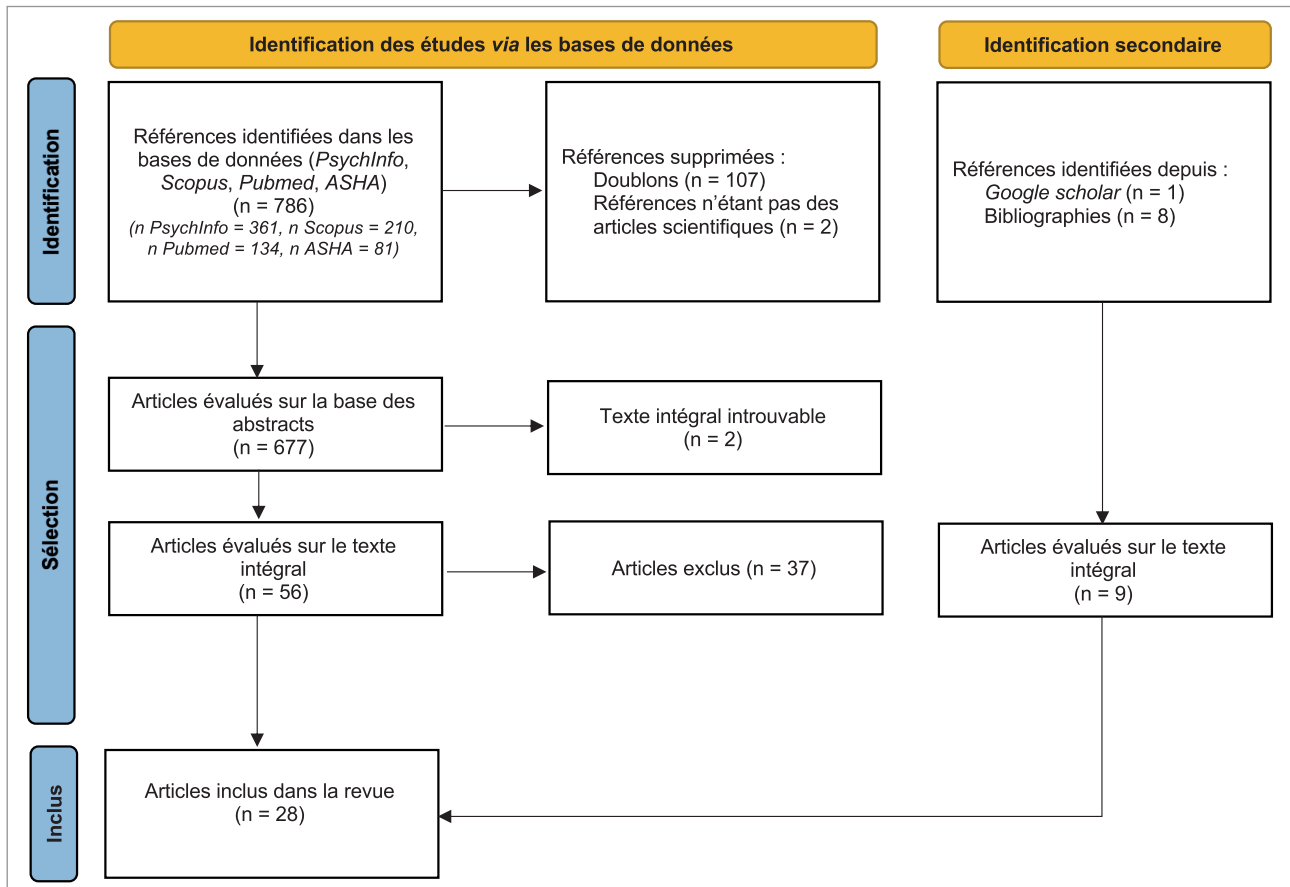 Identification des études via les bases de données
Identification secondaire
Identification
Références identifiées dans les
bases de données (PsychInfo,
Scopus, Pubmed, ASHA)
(n = 786)
(n PsychInfo = 361, n Scopus = 210,
n Pubmed = 134, n ASHA = 81)
Références supprimées :
Doublons (n = 107)
Références n'étant pas des
articles scientifiques (n = 2)
Références identifiées depuis :
Google scholar (n = 1)
Bibliographies (n = 8)
Sélection
Articles évalués sur la base des
abstracts
(n = 677)
Texte intégral introuvable
(n = 2)
Articles évalués sur le texte
intégral
(n = 56)
Articles exclus (n = 37)
Articles évalués sur le texte
intégral
(n = 9)
Inclus
Articles inclus dans la revue
(n = 28)